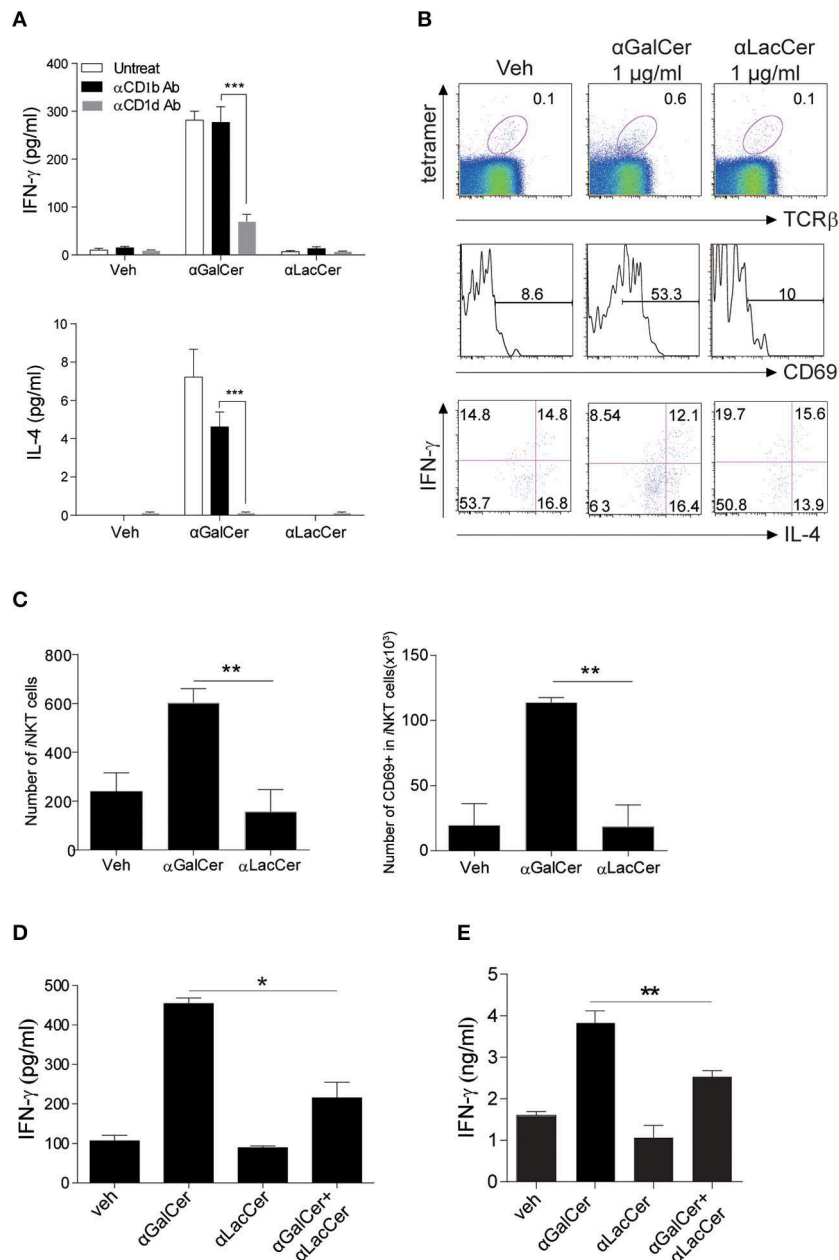 A
IFN-γ (pg/ml)
400
300
200
100
0
Untreat
αCD1b Ab
αCD1d Ab
***
Veh
αGalCer
αLacCer
IL-4 (pg/ml)
10
8
6
4
2
0
***
Veh
αGalCer
αLacCer
B
Veh
αGalCer
1 μg/ml
αLacCer
1 μg/ml
tetramer
0.1
0.6
0.1
TCRβ
8.6
53.3
10
CD69
IFN-γ
14.8 14.8
53.7 16.8
8.54 12.1
63 16.4
19.7 15.6
50.8 13.9
IL-4
C
Number of iNKT cells
800
600
400
200
0
**
Veh
αGalCer
αLacCer
Number of CD69+ in iNKT cells(x10³)
150
100
50
0
**
Veh
αGalCer
αLacCer
D
IFN-γ (pg/ml)
500
400
300
200
100
0
*
veh
αGalCer
αLacCer
αGalCer+
αLacCer
E
IFN-γ (ng/ml)
5
4
3
2
1
0
**
veh
αGalCer
αLacCer
αGalCer+
αLacCer